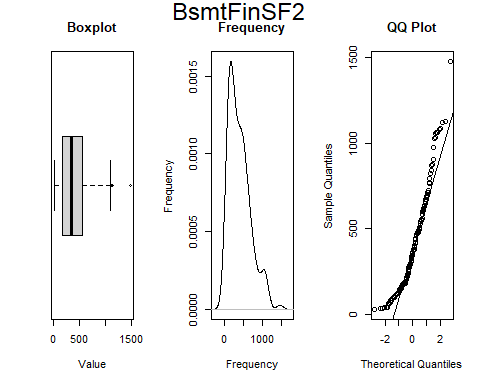 BsmtFinSF2
Boxplot
0 500 1500
Value
Frequency
Frequency
0.0000 0.0005 0.0010 0.0015
0 1000
Frequency
QQ Plot
Sample Quantiles
0 500 1000 1500
-2 0 2
Theoretical Quantiles